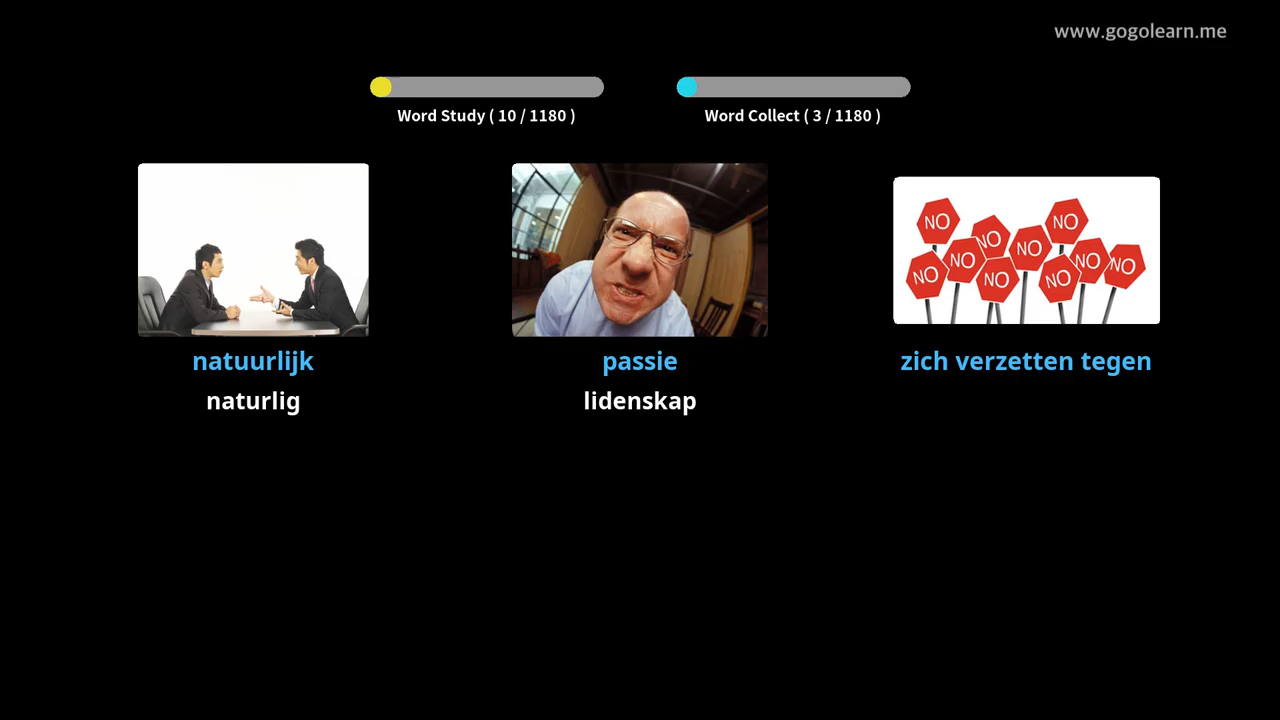 www.gogolearn.me
Word Study ( 10 / 1180 )
Word Collect ( 3 / 1180 )
NO
NO
NO
NO
NO
NO
NO
NO
NO
NO
natuurlijk
passie
zich verzetten tegen
naturlig
lidenskap